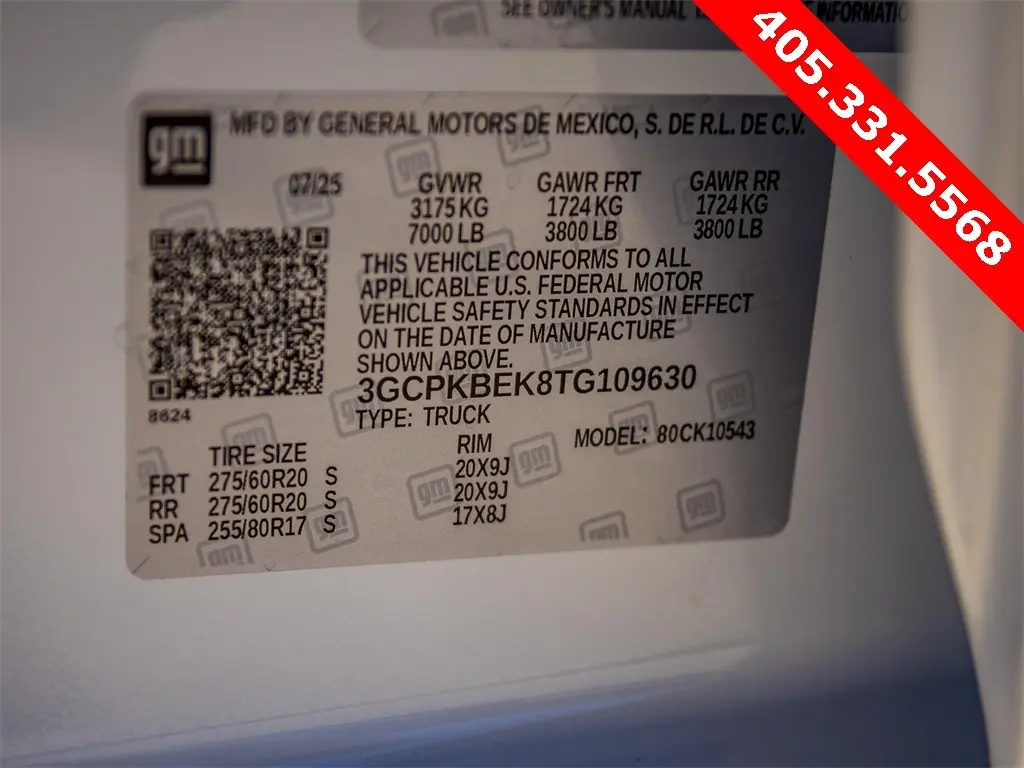 SEE OWNER'S MANUAL
INFORMATIO
405.331.5568
gm
MFD BY GENERAL MOTORS DE MEXICO, S. DE R.L. DE C.V.
07/25 GVWR GAWR FRT GAWR RR
3175 KG 1724 KG 1724 KG
7000 LB 3800 LB 3800 LB
THIS VEHICLE CONFORMS TO ALL
APPLICABLE U.S. FEDERAL MOTOR
VEHICLE SAFETY STANDARDS IN EFFECT
ON THE DATE OF MANUFACTURE
SHOWN ABOVE.
3GCPKBEK8TG109630
8624
TYPE: TRUCK
MODEL: 80CK10543
TIRE SIZE RIM
FRT 275/60R20 S 20X9J
RR 275/60R20 S 20X9J
SPA 255/80R17 S 17X8J